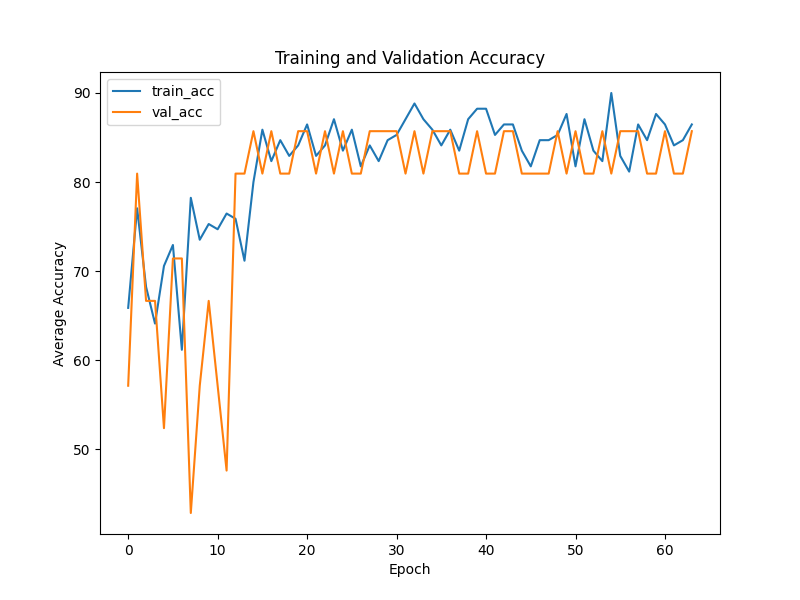 Training and Validation Accuracy
train_acc
val_acc
90
80
70
60
50
Average Accuracy
0 10 20 30 40 50 60
Epoch